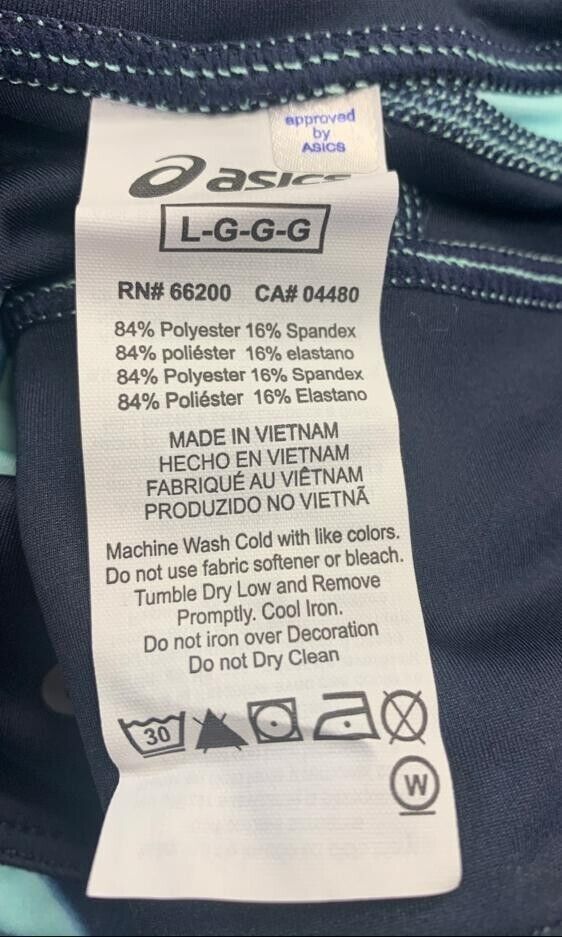 approved
by
ASICS
asics
L-G-G-G
RN# 66200 CA# 04480
84% Polyester 16% Spandex
84% poliéster 16% elastano
84% Polyester 16% Spandex
84% Poliéster 16% Elastano
MADE IN VIETNAM
HECHO EN VIETNAM
FABRIQUÉ AU VIÊTNAM
PRODUZIDO NO VIETNÃ
Machine Wash Cold with like colors.
Do not use fabric softener or bleach.
Tumble Dry Low and Remove
Promptly. Cool Iron.
Do not iron over Decoration
Do not Dry Clean
30
W